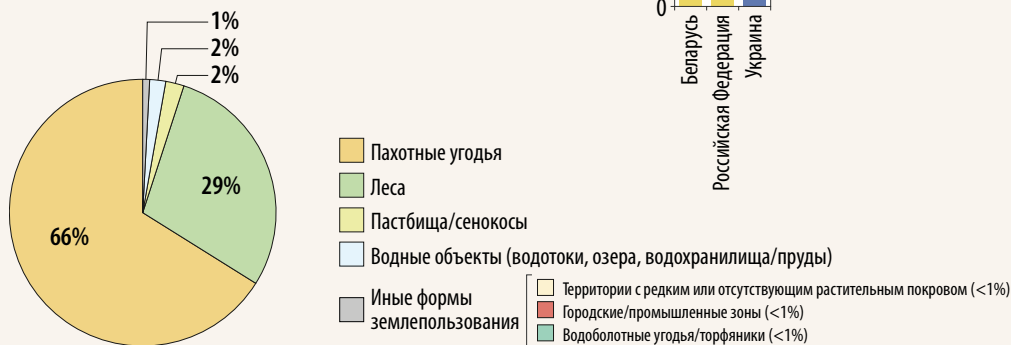 0
Беларусь
Российская Федерация
Украина
1%
2%
2%
29%
66%
Пахотные угодья
Леса
Пастбища/сенокосы
Водные объекты (водотоки, озера, водохранилища/пруды)
Иные формы
землепользования
Территории с редким или отсутствующим растительным покровом (<1%)
Городские/промышленные зоны (<1%)
Водоболотные угодья/торфяники (<1%)